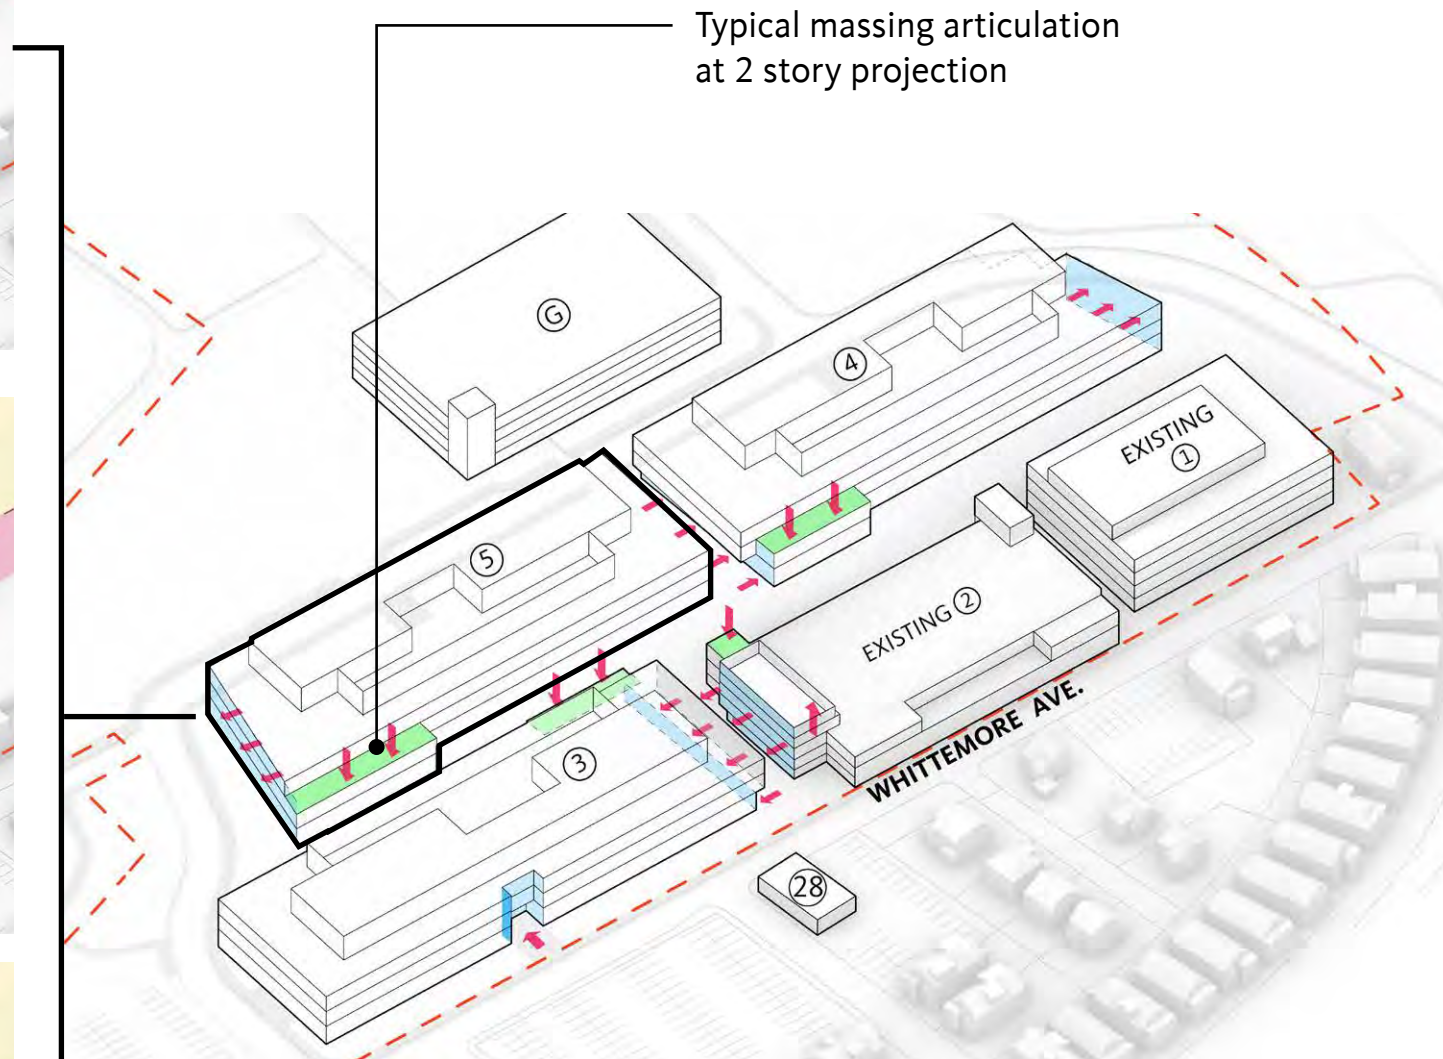 Typical massing articulation
at 2 story projection
G
4
EXISTING
1
5
EXISTING 2
3
WHITTEMORE AVE.
28